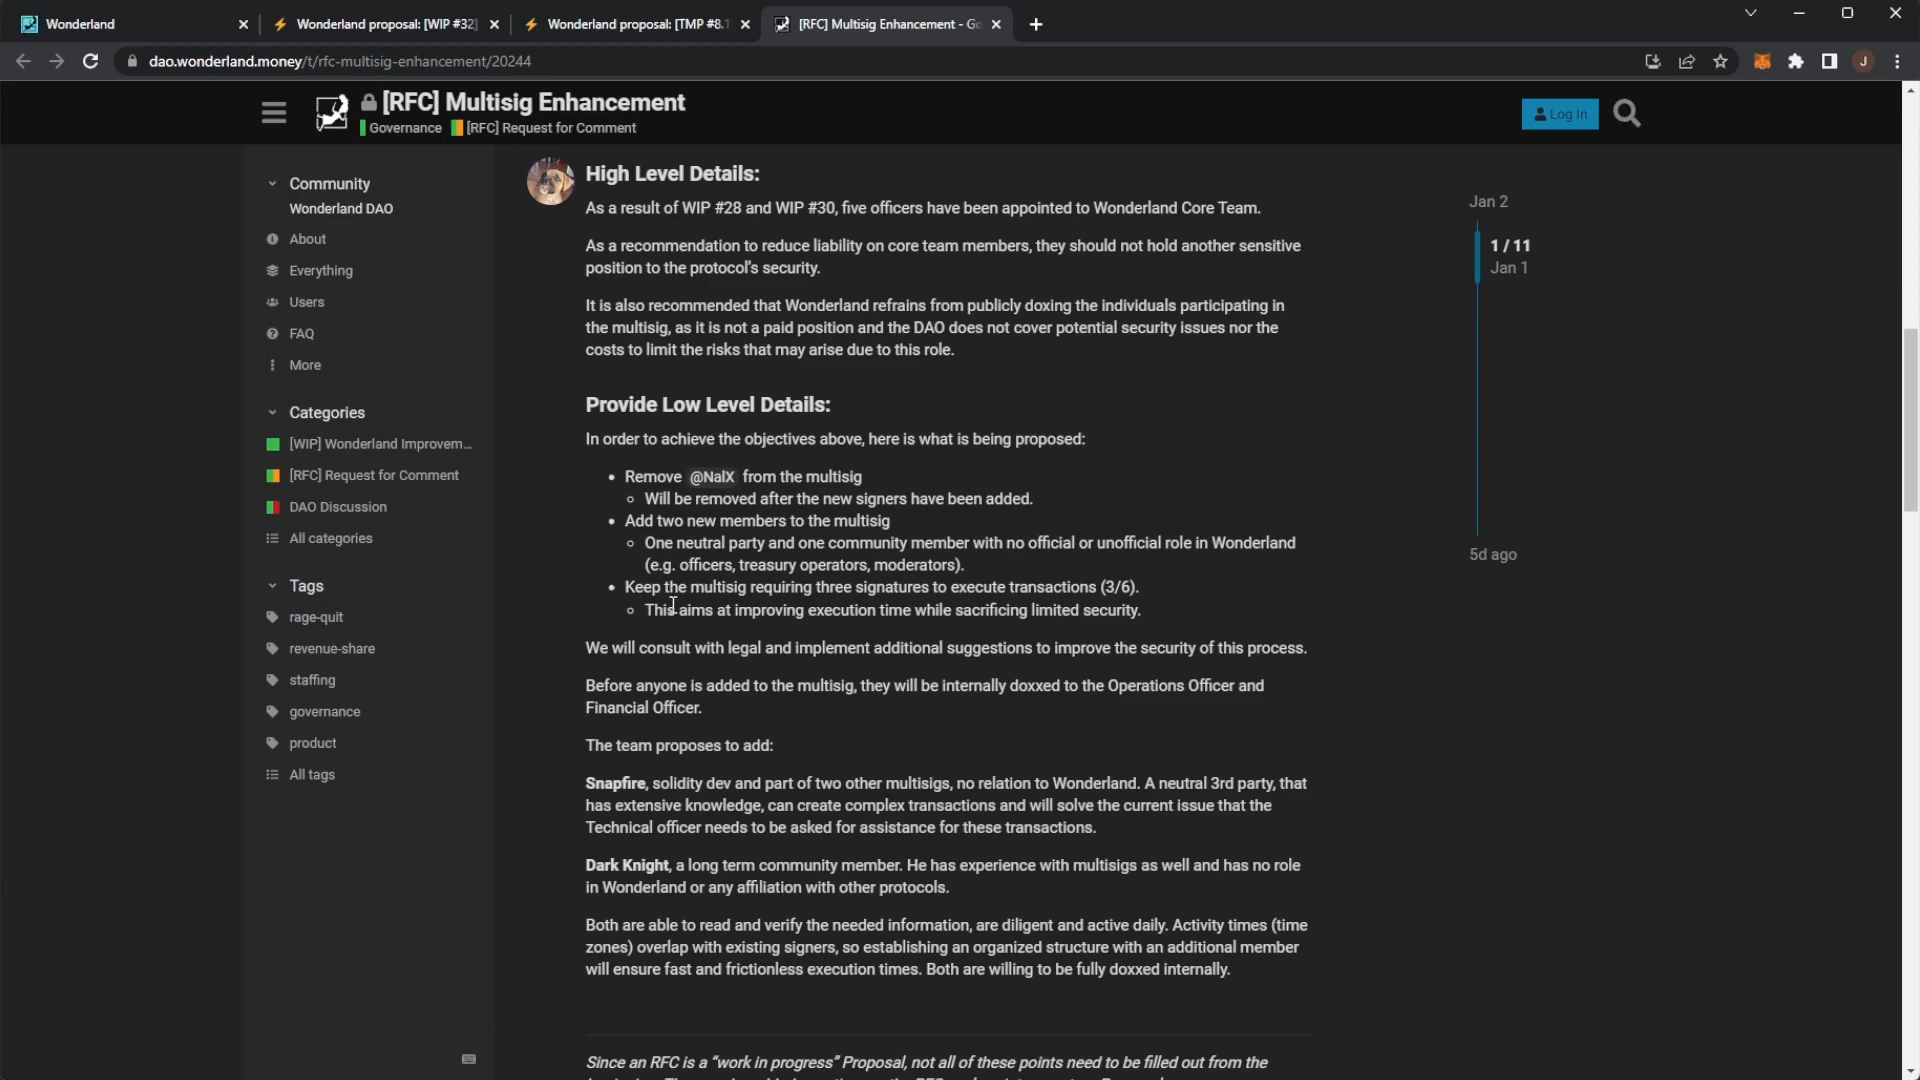 Wonderland
Wonderland proposal: [WIP #32]
Wonderland proposal: [TMP #8.1
[RFC] Multisig Enhancement - Go
dao.wonderland.money/t/rfc-multisig-enhancement/20244
J
[RFC] Multisig Enhancement
Governance [RFC] Request for Comment
Log In
Community
Wonderland DAO
About
Everything
Users
FAQ
More
Categories
[WIP] Wonderland Improvem...
[RFC] Request for Comment
DAO Discussion
All categories
Tags
rage-quit
revenue-share
staffing
governance
product
All tags
High Level Details:
As a result of WIP #28 and WIP #30, five officers have been appointed to Wonderland Core Team.
As a recommendation to reduce liability on core team members, they should not hold another sensitive
position to the protocol's security.
It is also recommended that Wonderland refrains from publicly doxing the individuals participating in
the multisig, as it is not a paid position and the DAO does not cover potential security issues nor the
costs to limit the risks that may arise due to this role.
Provide Low Level Details:
In order to achieve the objectives above, here is what is being proposed:
• Remove @NalX from the multisig
Will be removed after the new signers have been added.
• Add two new members to the multisig
One neutral party and one community member with no official or unofficial role in Wonderland
(e.g. officers, treasury operators, moderators).
• Keep the multisig requiring three signatures to execute transactions (3/6).
This aims at improving execution time while sacrificing limited security.
We will consult with legal and implement additional suggestions to improve the security of this process.
Before anyone is added to the multisig, they will be internally doxxed to the Operations Officer and
Financial Officer.
The team proposes to add:
Snapfire, solidity dev and part of two other multisigs, no relation to Wonderland. A neutral 3rd party, that
has extensive knowledge, can create complex transactions and will solve the current issue that the
Technical officer needs to be asked for assistance for these transactions.
Dark Knight, a long term community member. He has experience with multisigs as well and has no role
in Wonderland or any affiliation with other protocols.
Both are able to read and verify the needed information, are diligent and active daily. Activity times (time
zones) overlap with existing signers, so establishing an organized structure with an additional member
will ensure fast and frictionless execution times. Both are willing to be fully doxxed internally.
Since an RFC is a "work in progress" Proposal, not all of these points need to be filled out from the
Jan 2
1 / 11
Jan 1
5d ago